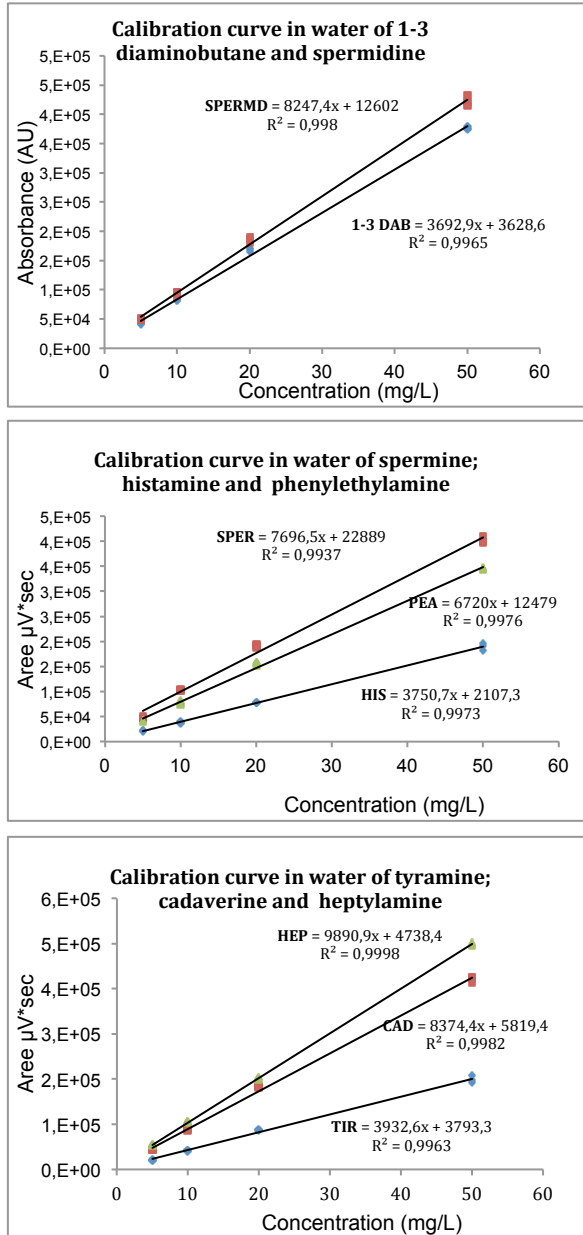 Calibration curve in water of 1-3
diaminobutane and spermidine
Absorbance (AU)
5,E+05
5,E+05
4,E+05
4,E+05
3,E+05
3,E+05
2,E+05
2,E+05
1,E+05
5,E+04
0,E+00
SPERMD = 8247,4x + 12602
R² = 0,998
1-3 DAB = 3692,9x + 3628,6
R² = 0,9965
0 10 20 30 40 50 60
Concentration (mg/L)
Calibration curve in water of spermine;
histamine and phenylethylamine
Aree µV*sec
5,E+05
4,E+05
4,E+05
3,E+05
3,E+05
2,E+05
2,E+05
1,E+05
5,E+04
0,E+00
SPER = 7696,5x + 22889
R² = 0,9937
PEA = 6720x + 12479
R² = 0,9976
HIS = 3750,7x + 2107,3
R² = 0,9973
0 10 20 30 40 50 60
Concentration (mg/L)
Calibration curve in water of tyramine;
cadaverine and heptylamine
Aree µV*sec
6,E+05
5,E+05
4,E+05
3,E+05
2,E+05
1,E+05
0,E+00
HEP = 9890,9x + 4738,4
R² = 0,9998
CAD = 8374,4x + 5819,4
R² = 0,9982
TIR = 3932,6x + 3793,3
R² = 0,9963
0 10 20 30 40 50 60
Concentration (mg/L)